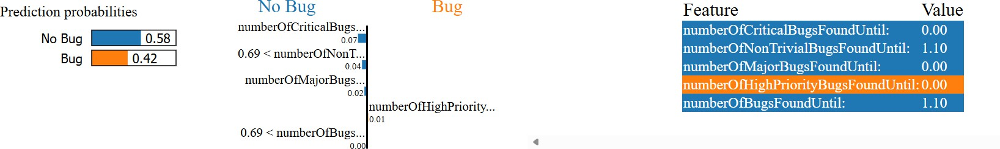 Prediction probabilities
No Bug 0.58
Bug 0.42
No Bug Bug
numberOfCriticalBugs...
0.07
0.69 < numberOfNonT...
0.04
numberOfMajorBugs...
0.02
numberOfHighPriority...
0.01
0.69 < numberOfBugs...
0.00
Feature Value
numberOfCriticalBugsFoundUntil: 0.00
numberOfNonTrivialBugsFoundUntil: 1.10
numberOfMajorBugsFoundUntil: 0.00
numberOfHighPriorityBugsFoundUntil: 0.00
numberOfBugsFoundUntil: 1.10